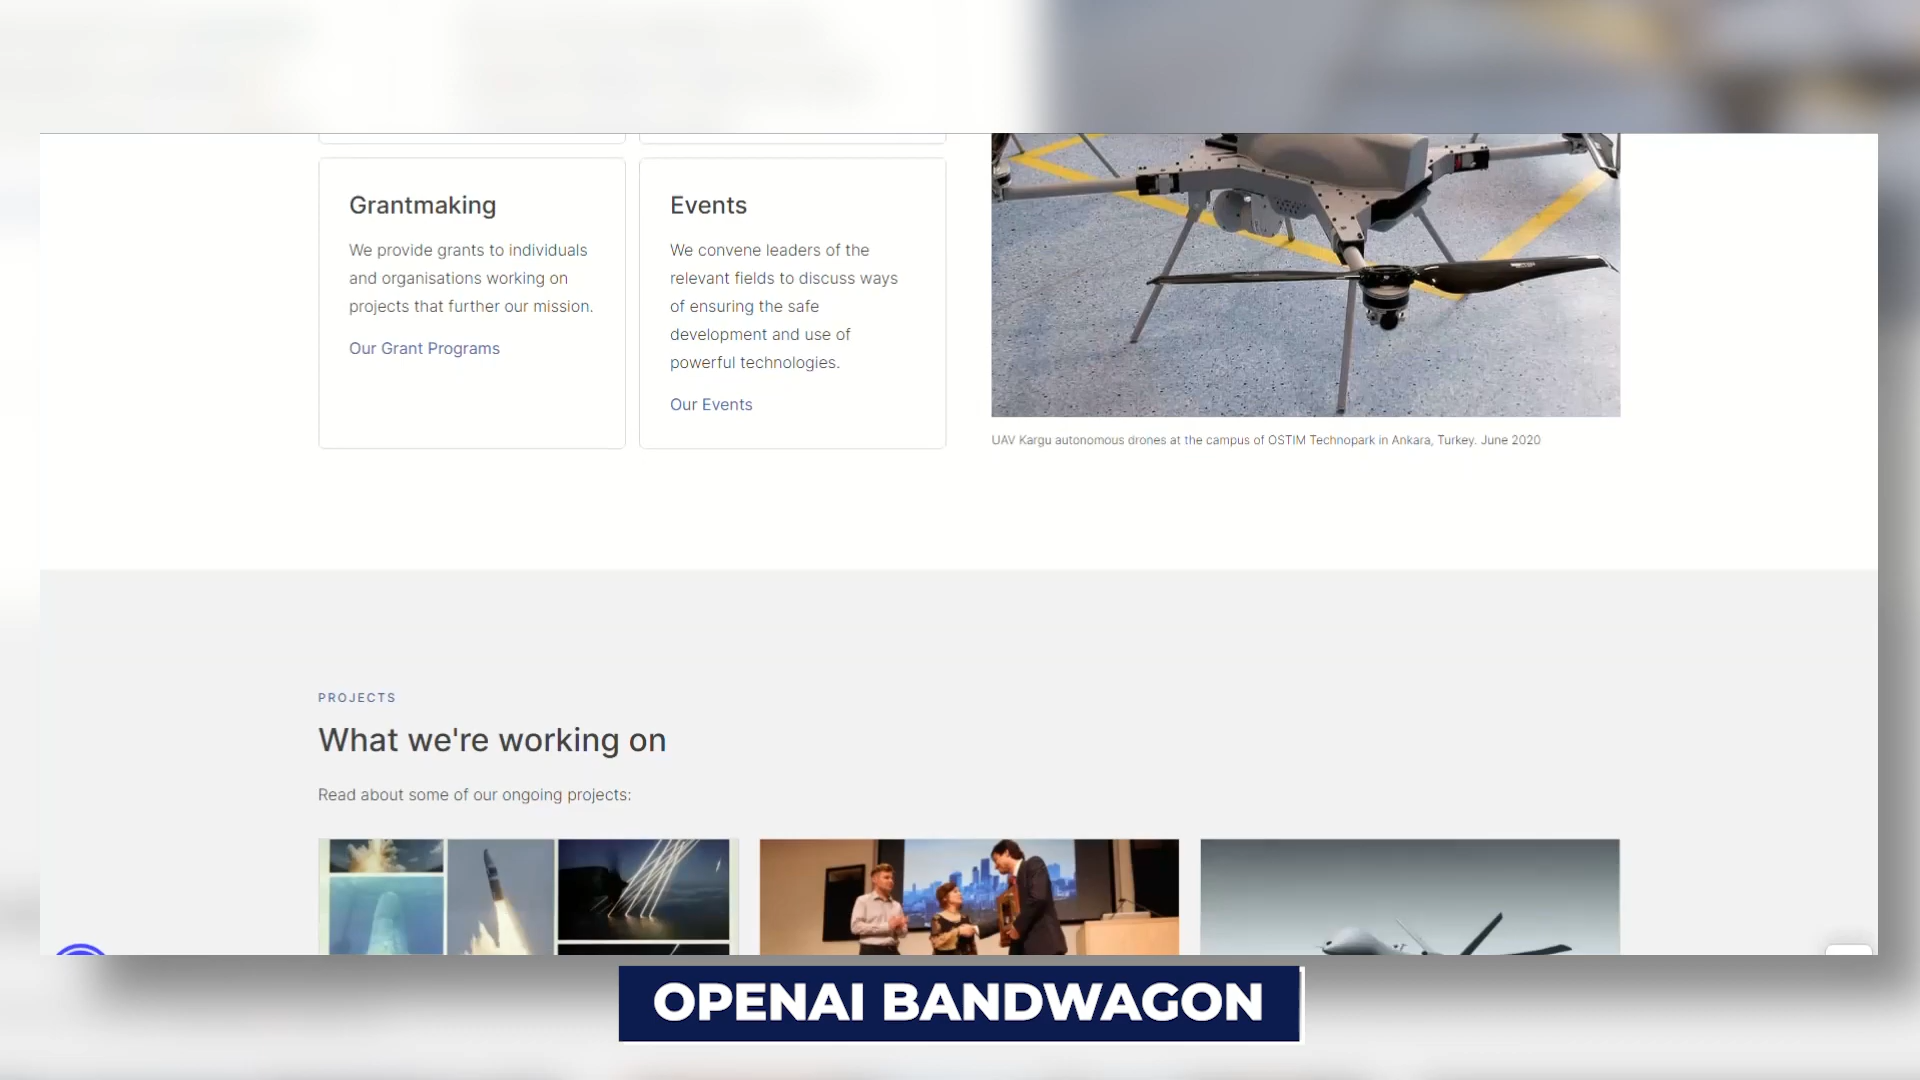 Grantmaking
We provide grants to individuals
and organisations working on
projects that further our mission.
Our Grant Programs
Events
We convene leaders of the
relevant fields to discuss ways
of ensuring the safe
development and use of
powerful technologies.
Our Events
UAV Kargu autonomous drones at the campus of OSTIM Technopark in Ankara, Turkey. June 2020
PROJECTS
What we're working on
Read about some of our ongoing projects:
OPENAI BANDWAGON